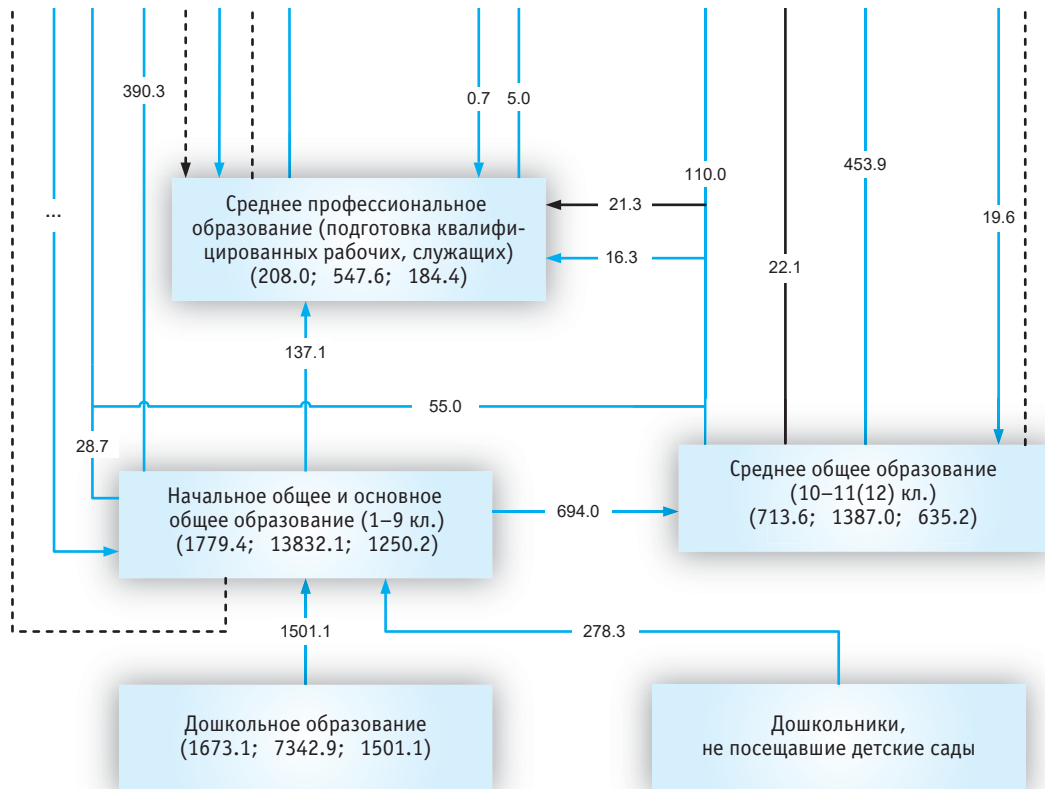 390.3
0.7
5.0
453.9
110.0
...
Среднее профессиональное
образование (подготовка квалифи-
цированных рабочих, служащих)
(208.0; 547.6; 184.4)
21.3
19.6
16.3
22.1
137.1
55.0
28.7
Начальное общее и основное
общее образование (1–9 кл.)
(1779.4; 13832.1; 1250.2)
694.0
Среднее общее образование
(10–11(12) кл.)
(713.6; 1387.0; 635.2)
1501.1
278.3
Дошкольное образование
(1673.1; 7342.9; 1501.1)
Дошкольники,
не посещавшие детские сады